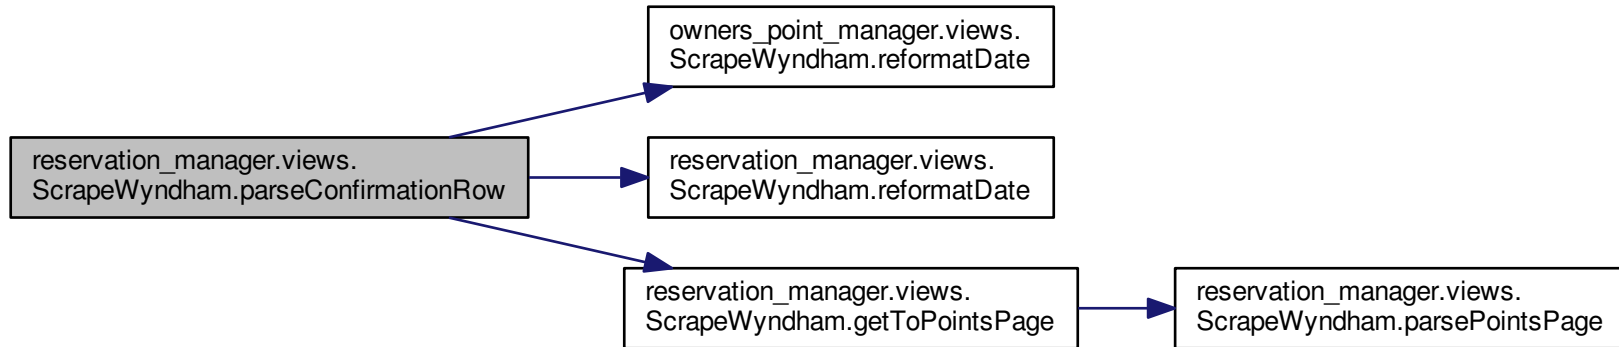 owners_point_manager.views.
ScrapeWyndham.reformatDate
reservation_manager.views.
ScrapeWyndham.parseConfirmationRow
reservation_manager.views.
ScrapeWyndham.reformatDate
reservation_manager.views.
ScrapeWyndham.getToPointsPage
reservation_manager.views.
ScrapeWyndham.parsePointsPage